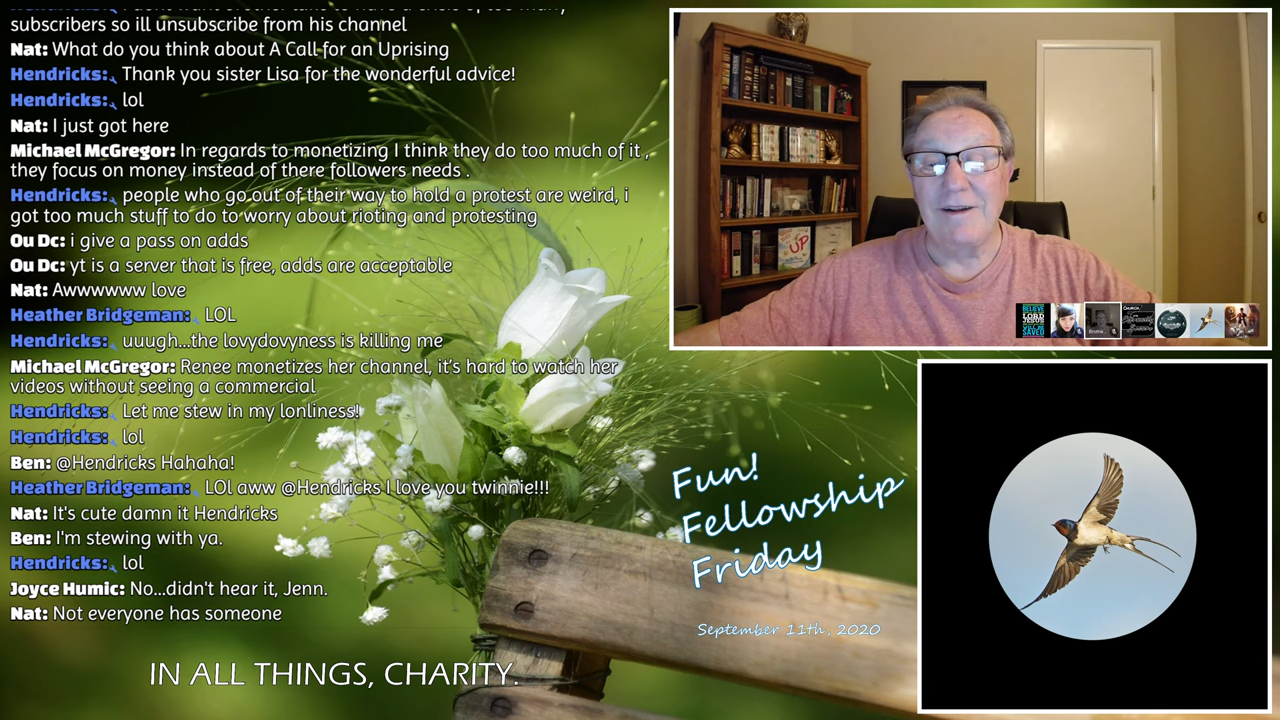 subscribers so ill unsubscribe from his channel
Nat: What do you think about A Call for an Uprising
Hendricks: Thank you sister Lisa for the wonderful advice!
Hendricks: lol
Nat: I just got here
Michael McGregor: In regards to monetizing I think they do too much of it ,
they focus on money instead of there followers needs .
Hendricks: people who go out of their way to hold a protest are weird, i
got too much stuff to do to worry about rioting and protesting
Ou Dc: i give a pass on adds
Ou Dc: yt is a server that is free, adds are acceptable
Nat: Awwwwww love
Heather Bridgeman: LOL
Hendricks: uuugh...the lovydovyness is killing me
Michael McGregor: Renee monetizes her channel, it's hard to watch her
videos without seeing a commercial
Hendricks: Let me stew in my lonliness!
Hendricks: lol
Ben: @Hendricks Hahaha!
Heather Bridgeman: LOl aww @Hendricks I love you twinnie!!!
Nat: It's cute damn it Hendricks
Ben: I'm stewing with ya.
Hendricks: lol
Joyce Humic: No...didn't hear it, Jenn.
Nat: Not everyone has someone
IN ALL THINGS, CHARITY.
UP
BELIEVE
LORD
JESUS
SAVED
CHURCH
Fun!
Fellowship
Friday
September 11th, 2020